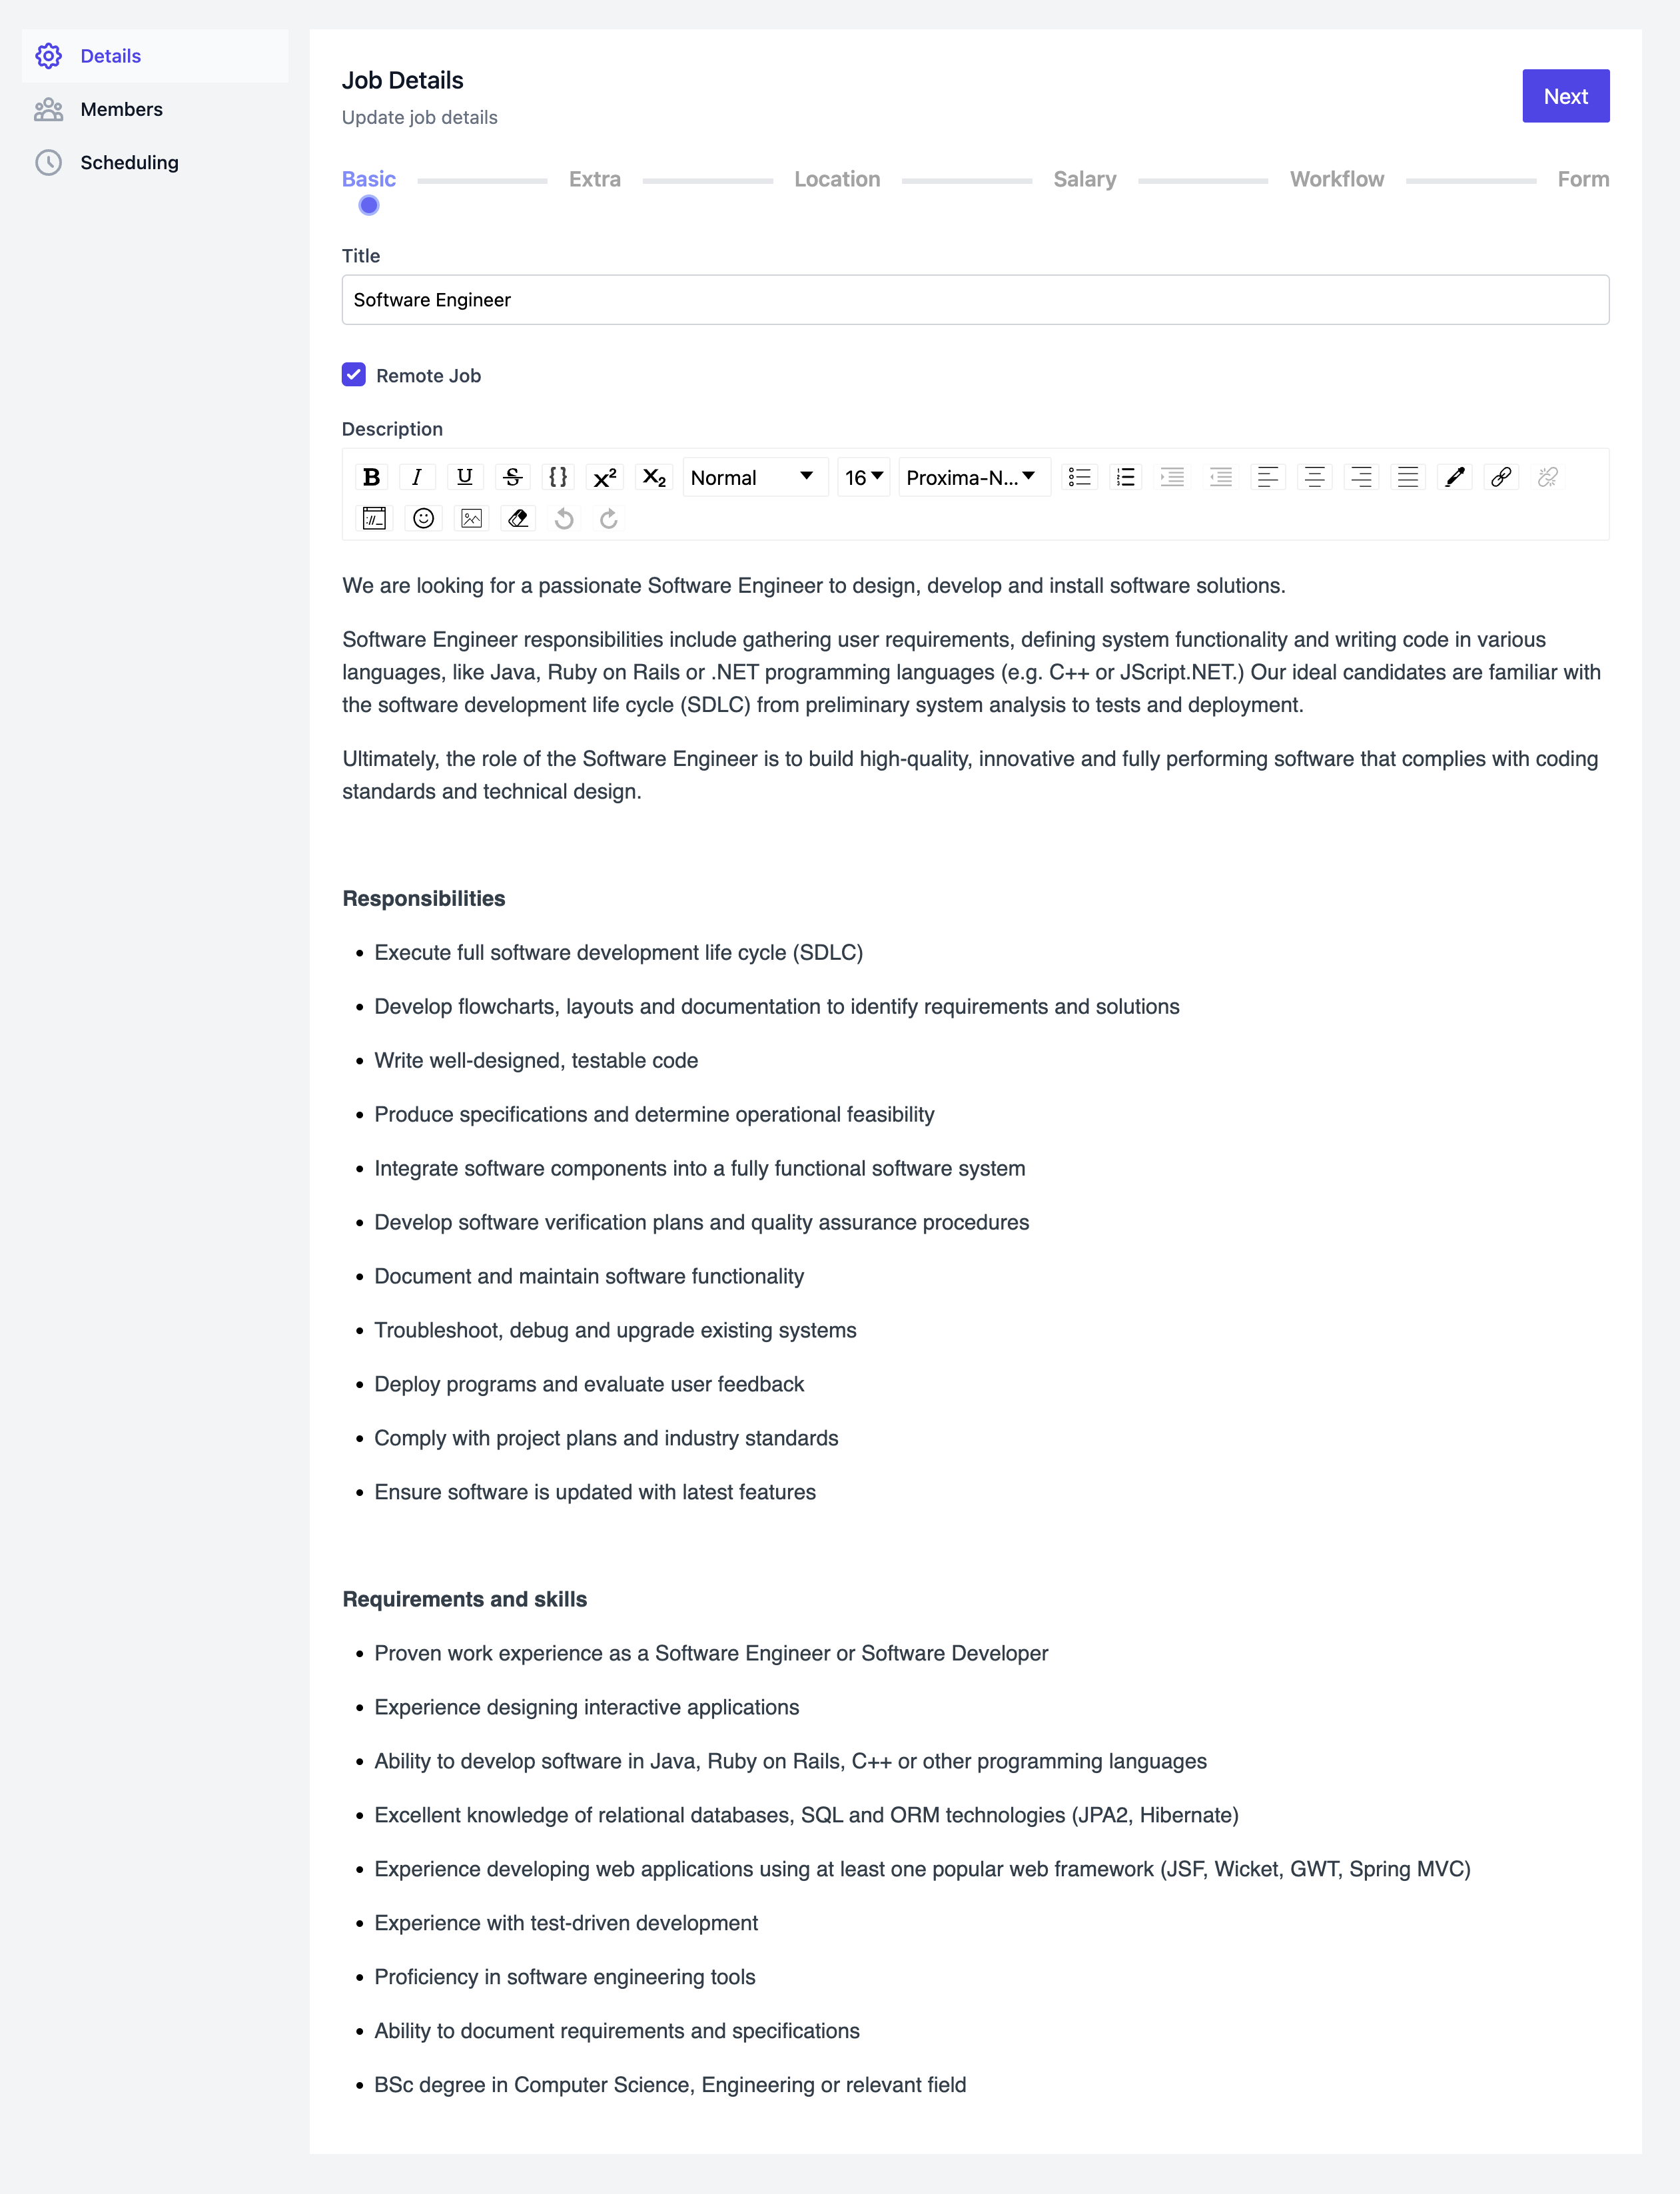 Details
Members
Scheduling
Job Details
Update job details
Next
Basic
Extra
Location
Salary
Workflow
Form
Title
Software Engineer
Remote Job
Description
B I U S {} x² X₂ Normal 16 Proxima-N...
We are looking for a passionate Software Engineer to design, develop and install software solutions.
Software Engineer responsibilities include gathering user requirements, defining system functionality and writing code in various
languages, like Java, Ruby on Rails or .NET programming languages (e.g. C++ or JScript.NET.) Our ideal candidates are familiar with
the software development life cycle (SDLC) from preliminary system analysis to tests and deployment.
Ultimately, the role of the Software Engineer is to build high-quality, innovative and fully performing software that complies with coding
standards and technical design.
Responsibilities
• Execute full software development life cycle (SDLC)
• Develop flowcharts, layouts and documentation to identify requirements and solutions
• Write well-designed, testable code
• Produce specifications and determine operational feasibility
• Integrate software components into a fully functional software system
• Develop software verification plans and quality assurance procedures
• Document and maintain software functionality
• Troubleshoot, debug and upgrade existing systems
• Deploy programs and evaluate user feedback
• Comply with project plans and industry standards
• Ensure software is updated with latest features
Requirements and skills
• Proven work experience as a Software Engineer or Software Developer
• Experience designing interactive applications
• Ability to develop software in Java, Ruby on Rails, C++ or other programming languages
• Excellent knowledge of relational databases, SQL and ORM technologies (JPA2, Hibernate)
• Experience developing web applications using at least one popular web framework (JSF, Wicket, GWT, Spring MVC)
• Experience with test-driven development
• Proficiency in software engineering tools
• Ability to document requirements and specifications
• BSc degree in Computer Science, Engineering or relevant field